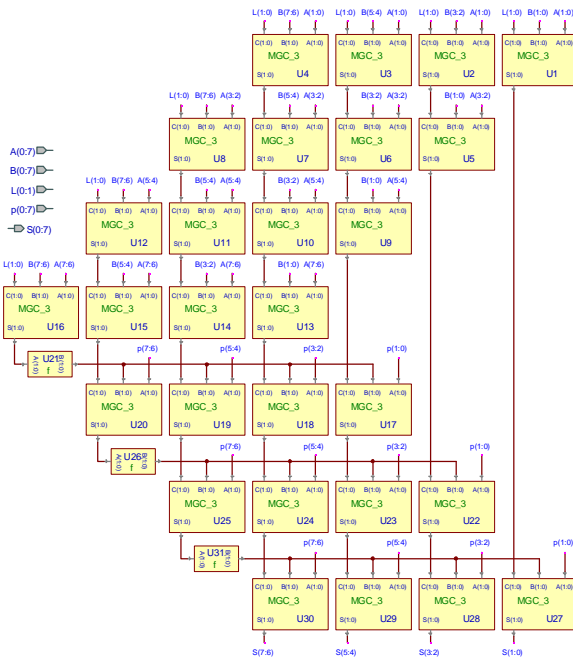 L(1:0) B(7:6) A(1:0) L(1:0) B(5:4) A(1:0) L(1:0) B(3:2) A(1:0) L(1:0) B(1:0) A(1:0)
C(1:0) B(1:0) A(1:0) C(1:0) B(1:0) A(1:0) C(1:0) B(1:0) A(1:0) C(1:0) B(1:0) A(1:0)
MGC_3 MGC_3 MGC_3 MGC_3
S(1:0) U4 S(1:0) U3 S(1:0) U2 S(1:0) U1
L(1:0) B(7:6) A(3:2) B(5:4) A(3:2) B(3:2) A(3:2) B(1:0) A(3:2)
C(1:0) B(1:0) A(1:0) C(1:0) B(1:0) A(1:0) C(1:0) B(1:0) A(1:0) C(1:0) B(1:0) A(1:0)
MGC_3 MGC_3 MGC_3 MGC_3
S(1:0) U8 S(1:0) U7 S(1:0) U6 S(1:0) U5
A(0:7)
B(0:7)
L(0:1)
p(0:7)
S(0:7)
L(1:0) B(7:6) A(5:4) B(5:4) A(5:4) B(3:2) A(5:4) B(1:0) A(5:4)
C(1:0) B(1:0) A(1:0) C(1:0) B(1:0) A(1:0) C(1:0) B(1:0) A(1:0) C(1:0) B(1:0) A(1:0)
MGC_3 MGC_3 MGC_3 MGC_3
S(1:0) U12 S(1:0) U11 S(1:0) U10 S(1:0) U9
L(1:0) B(7:6) A(7:6) B(5:4) A(7:6) B(3:2) A(7:6) B(1:0) A(7:6)
C(1:0) B(1:0) A(1:0) C(1:0) B(1:0) A(1:0) C(1:0) B(1:0) A(1:0) C(1:0) B(1:0) A(1:0)
MGC_3 MGC_3 MGC_3 MGC_3
S(1:0) U16 S(1:0) U15 S(1:0) U14 S(1:0) U13
p(7:6) p(5:4) p(3:2) p(1:0)
A(1:0) U21 B(1:0)
f
C(1:0) B(1:0) A(1:0) C(1:0) B(1:0) A(1:0) C(1:0) B(1:0) A(1:0) C(1:0) B(1:0) A(1:0)
MGC_3 MGC_3 MGC_3 MGC_3
S(1:0) U20 S(1:0) U19 S(1:0) U18 S(1:0) U17
p(7:6) p(5:4) p(3:2) p(1:0)
A(1:0) U26 B(1:0)
f
C(1:0) B(1:0) A(1:0) C(1:0) B(1:0) A(1:0) C(1:0) B(1:0) A(1:0) C(1:0) B(1:0) A(1:0)
MGC_3 MGC_3 MGC_3 MGC_3
S(1:0) U25 S(1:0) U24 S(1:0) U23 S(1:0) U22
p(7:6) p(5:4) p(3:2) p(1:0)
A(1:0) U31 B(1:0)
f
C(1:0) B(1:0) A(1:0) C(1:0) B(1:0) A(1:0) C(1:0) B(1:0) A(1:0) C(1:0) B(1:0) A(1:0)
MGC_3 MGC_3 MGC_3 MGC_3
S(1:0) U30 S(1:0) U29 S(1:0) U28 S(1:0) U27
S(7:6) S(5:4) S(3:2) S(1:0)